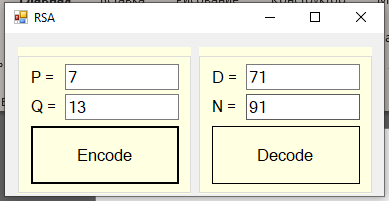 RSA
P = 7
Q = 13
Encode
D = 71
N = 91
Decode